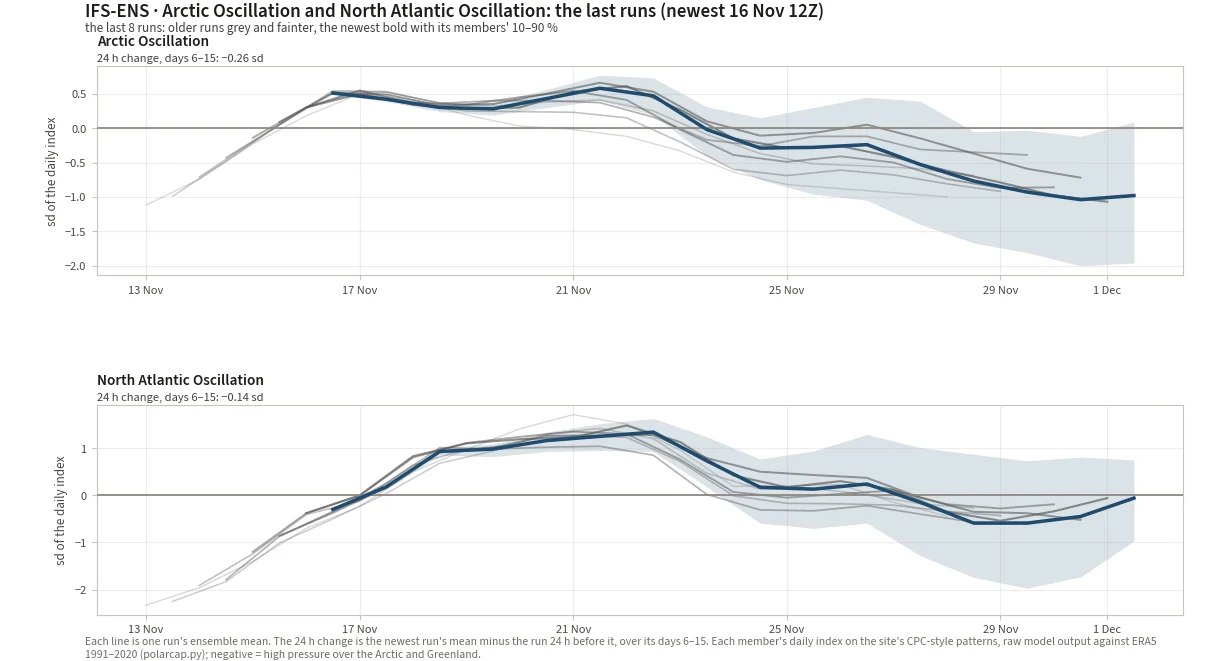 IFS-ENS · Arctic Oscillation and North Atlantic Oscillation: the last runs (newest 16 Nov 12Z)
the last 8 runs: older runs grey and fainter, the newest bold with its members' 10–90 %
Arctic Oscillation
24 h change, days 6–15: −0.26 sd
sd of the daily index
0.5
0.0
−0.5
−1.0
−1.5
−2.0
13 Nov
17 Nov
21 Nov
25 Nov
29 Nov
1 Dec
North Atlantic Oscillation
24 h change, days 6–15: −0.14 sd
sd of the daily index
1
0
−1
−2
13 Nov
17 Nov
21 Nov
25 Nov
29 Nov
1 Dec
Each line is one run's ensemble mean. The 24 h change is the newest run's mean minus the run 24 h before it, over its days 6–15. Each member's daily index on the site's CPC-style patterns, raw model output against ERA5
1991–2020 (polarcap.py); negative = high pressure over the Arctic and Greenland.